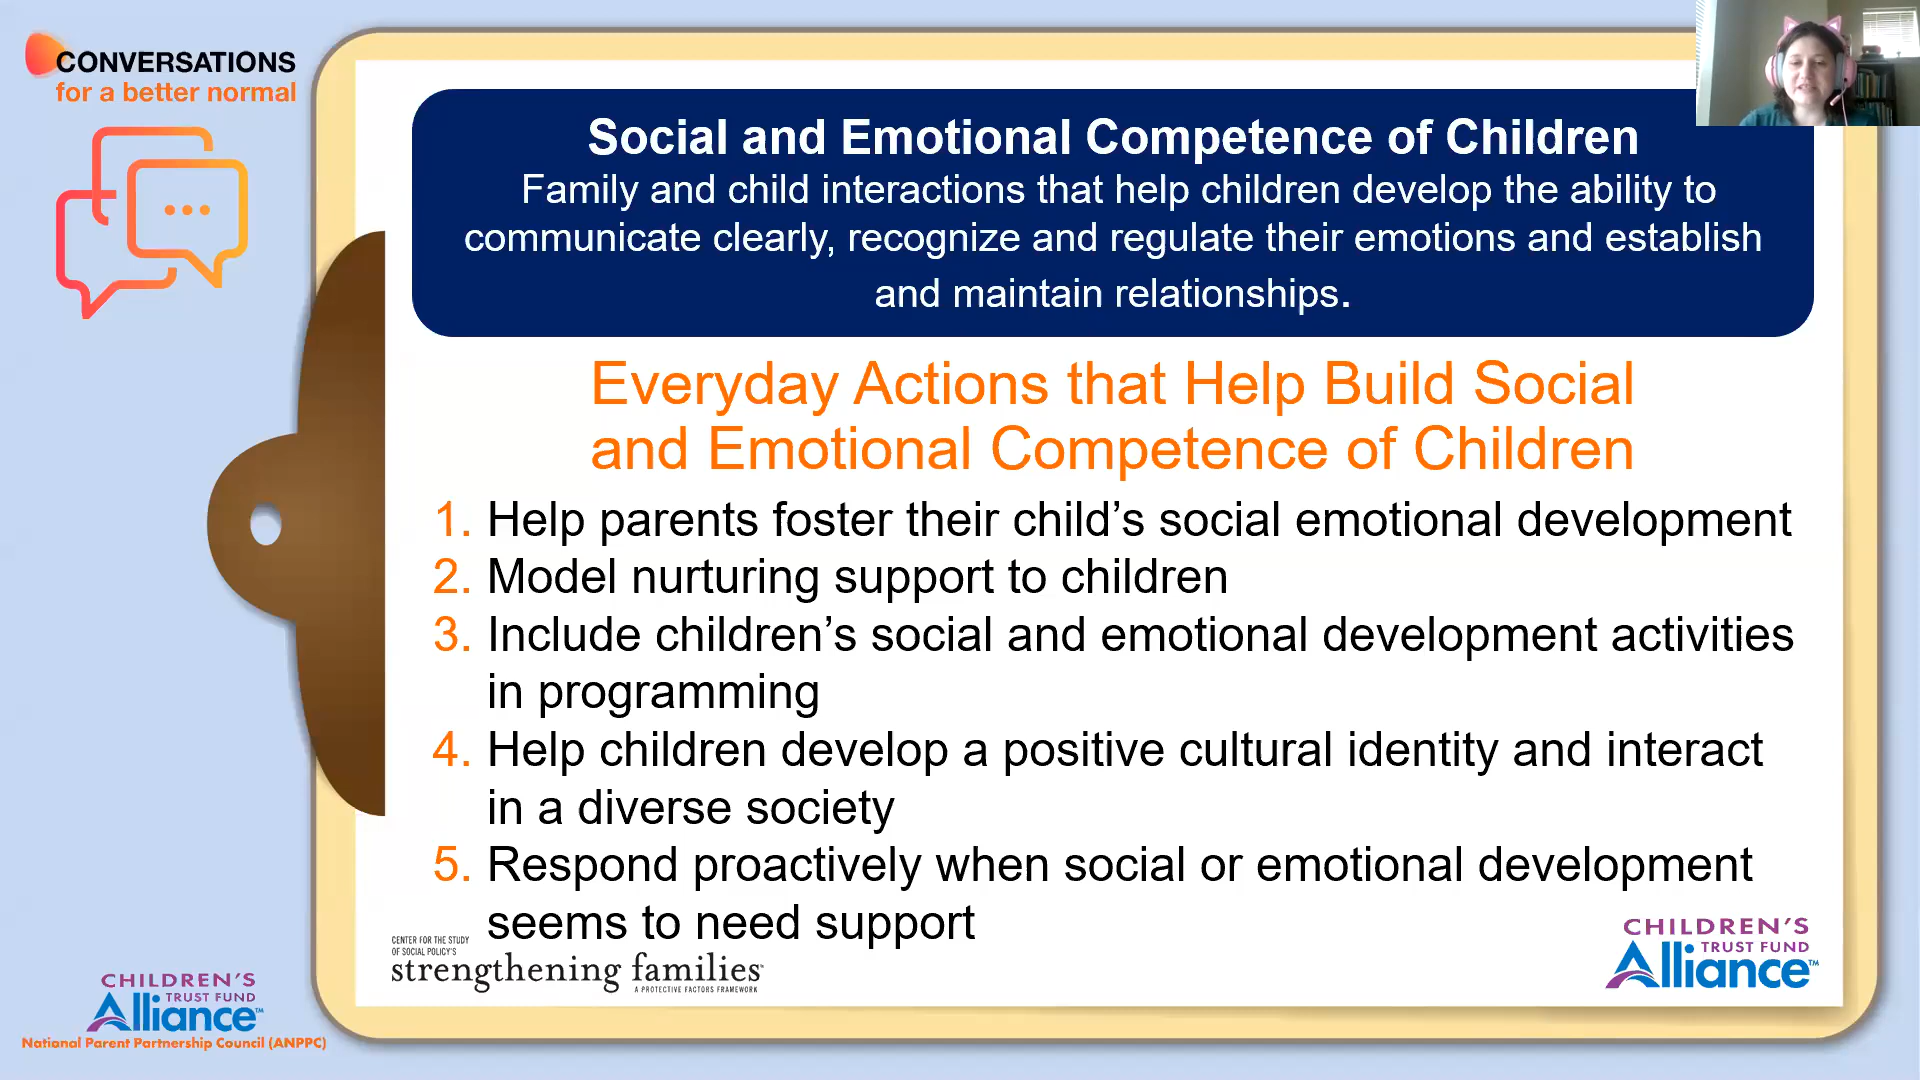 CONVERSATIONS
for a better normal
Social and Emotional Competence of Children
Family and child interactions that help children develop the ability to
communicate clearly, recognize and regulate their emotions and establish
and maintain relationships.
Everyday Actions that Help Build Social
and Emotional Competence of Children
1. Help parents foster their child’s social emotional development
2. Model nurturing support to children
3. Include children’s social and emotional development activities
in programming
4. Help children develop a positive cultural identity and interact
in a diverse society
5. Respond proactively when social or emotional development
seems to need support
CENTER FOR THE STUDY
OF SOCIAL POLICY'S
strengthening families™
A PROTECTIVE FACTORS FRAMEWORK
CHILDREN'S
TRUST FUND
Alliance™
CHILDREN'S
TRUST FUND
Alliance™
National Parent Partnership Council (ANPPC)